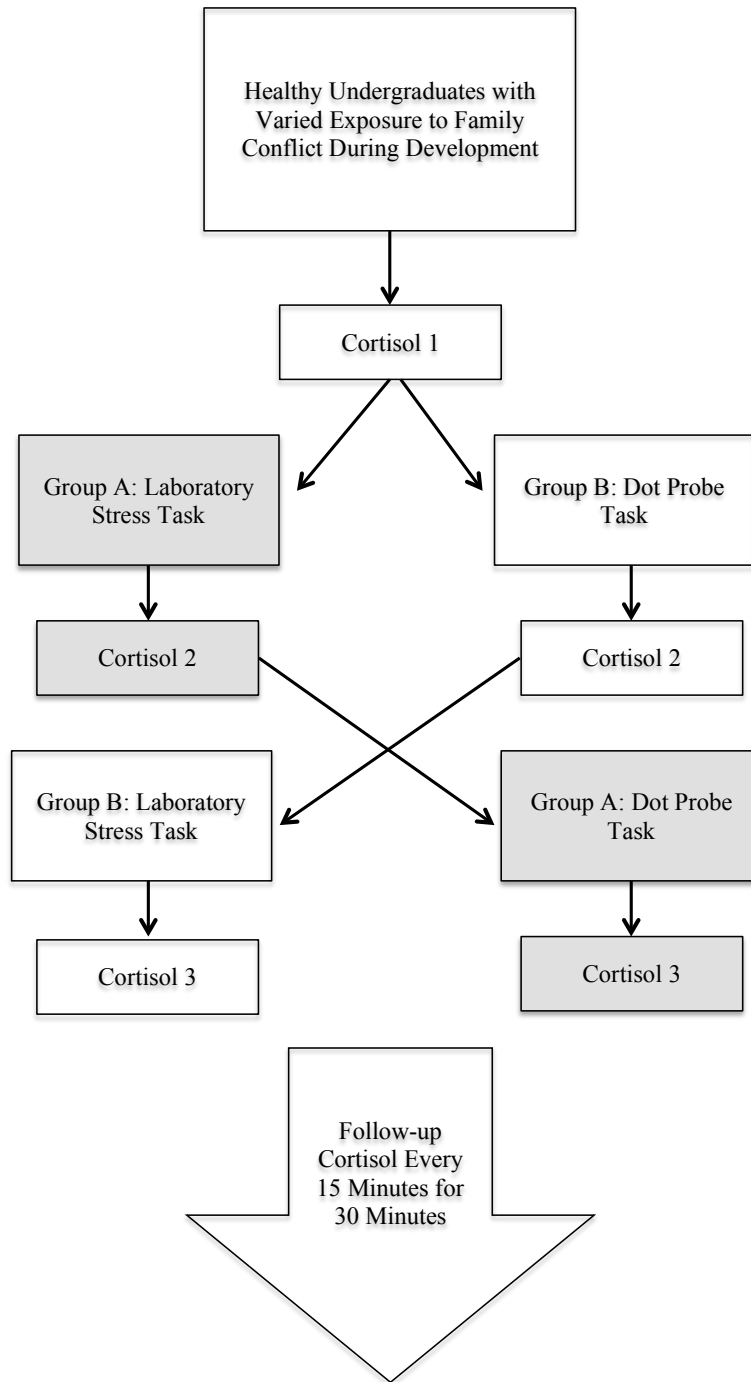 Healthy Undergraduates with
Varied Exposure to Family
Conflict During Development
Cortisol 1
Group A: Laboratory
Stress Task
Group B: Dot Probe
Task
Cortisol 2
Cortisol 2
Group B: Laboratory
Stress Task
Group A: Dot Probe
Task
Cortisol 3
Cortisol 3
Follow-up
Cortisol Every
15 Minutes for
30 Minutes